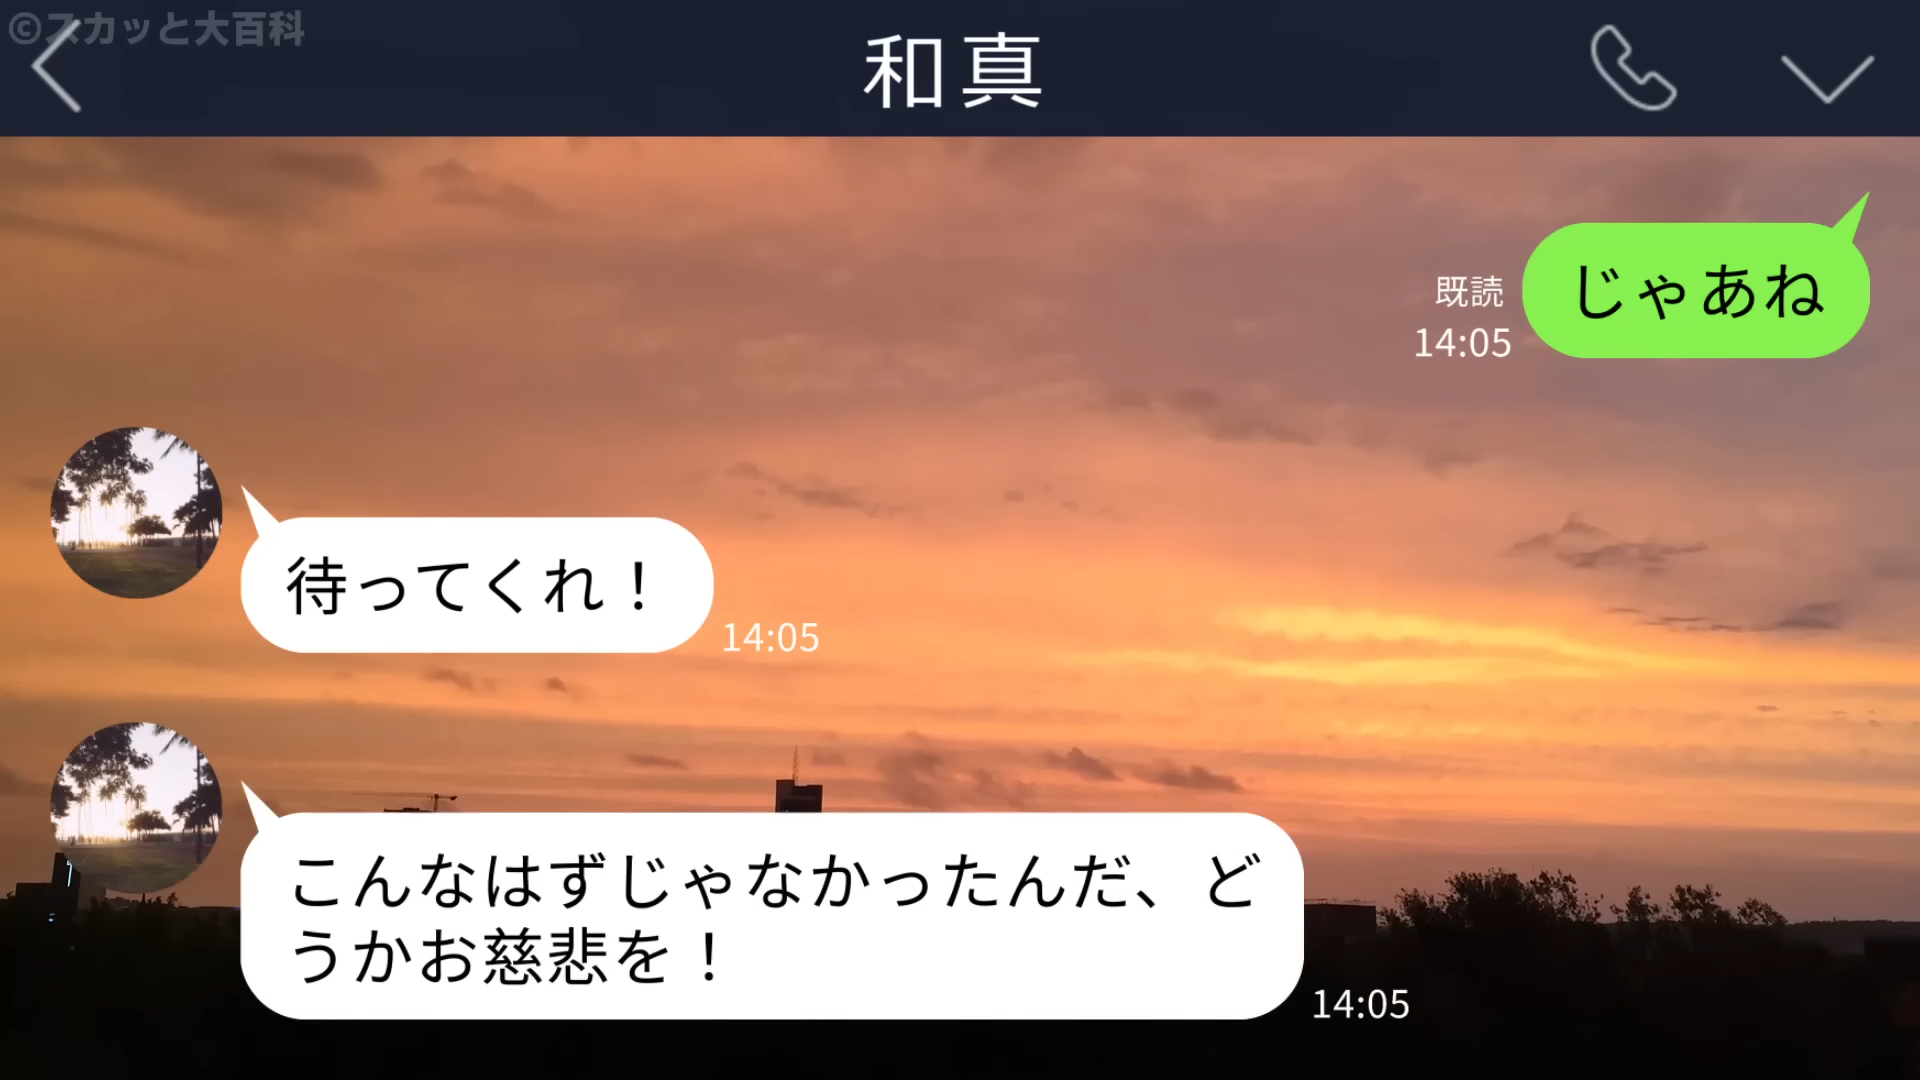 ©スカッと大百科
和真
じゃあね
既読
14:05
待ってくれ！
14:05
こんなはずじゃなかったんだ、ど
うかお慈悲を！
14:05